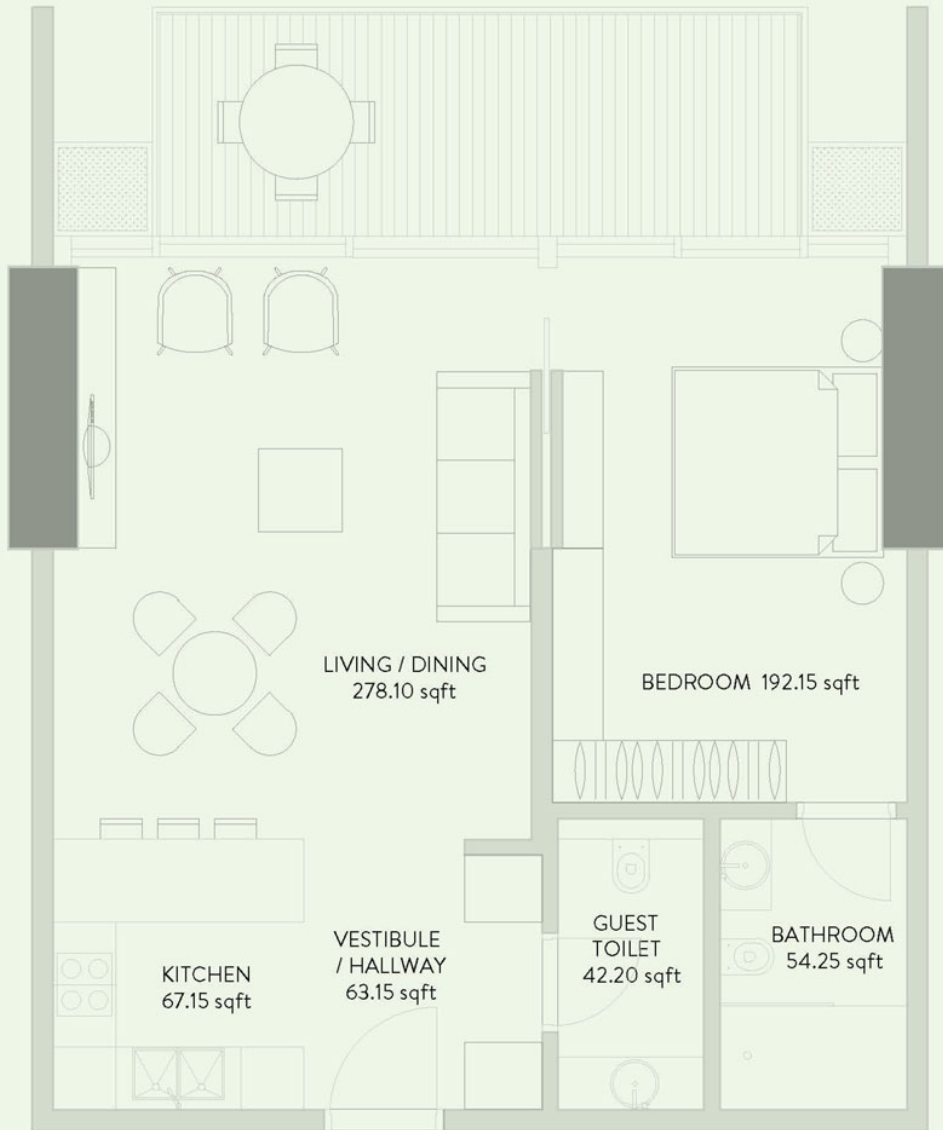 LIVING / DINING
278.10 sqft
BEDROOM 192.15 sqft
GUEST
TOILET
42.20 sqft
BATHROOM
54.25 sqft
VESTIBULE
/ HALLWAY
63.15 sqft
KITCHEN
67.15 sqft